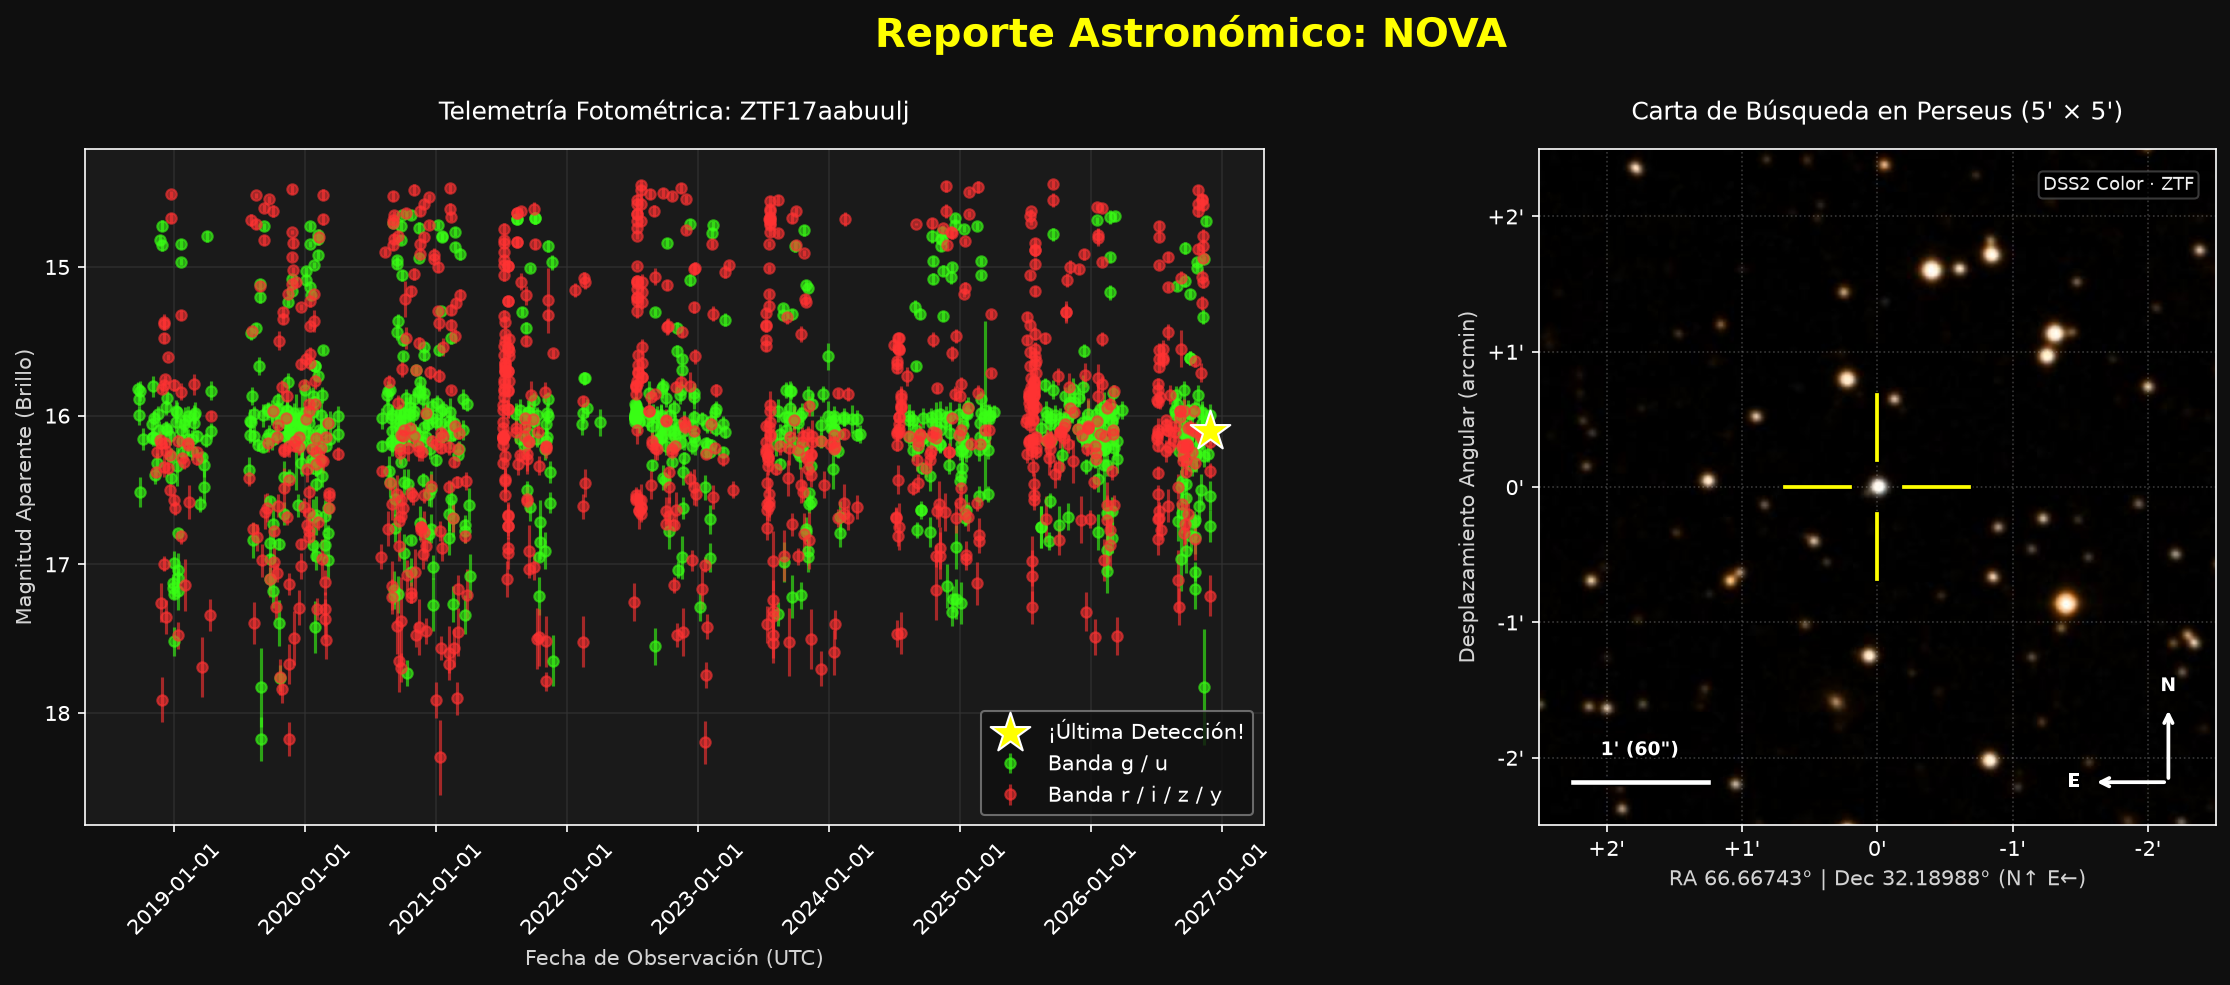 Reporte Astronómico: NOVA
Telemetría Fotométrica: ZTF17aabuulj
Magnitud Aparente (Brillo)
15
16
17
18
¡Última Detección!
Banda g / u
Banda r / i / z / y
2019-01-01
2020-01-01
2021-01-01
2022-01-01
2023-01-01
2024-01-01
2025-01-01
2026-01-01
2027-01-01
Fecha de Observación (UTC)
Carta de Búsqueda en Perseus (5' × 5')
DSS2 Color · ZTF
Desplazamiento Angular (arcmin)
+2'
+1'
0'
-1'
-2'
N
E
1' (60")
+2'
+1'
0'
-1'
-2'
RA 66.66743° | Dec 32.18988° (N↑ E←)